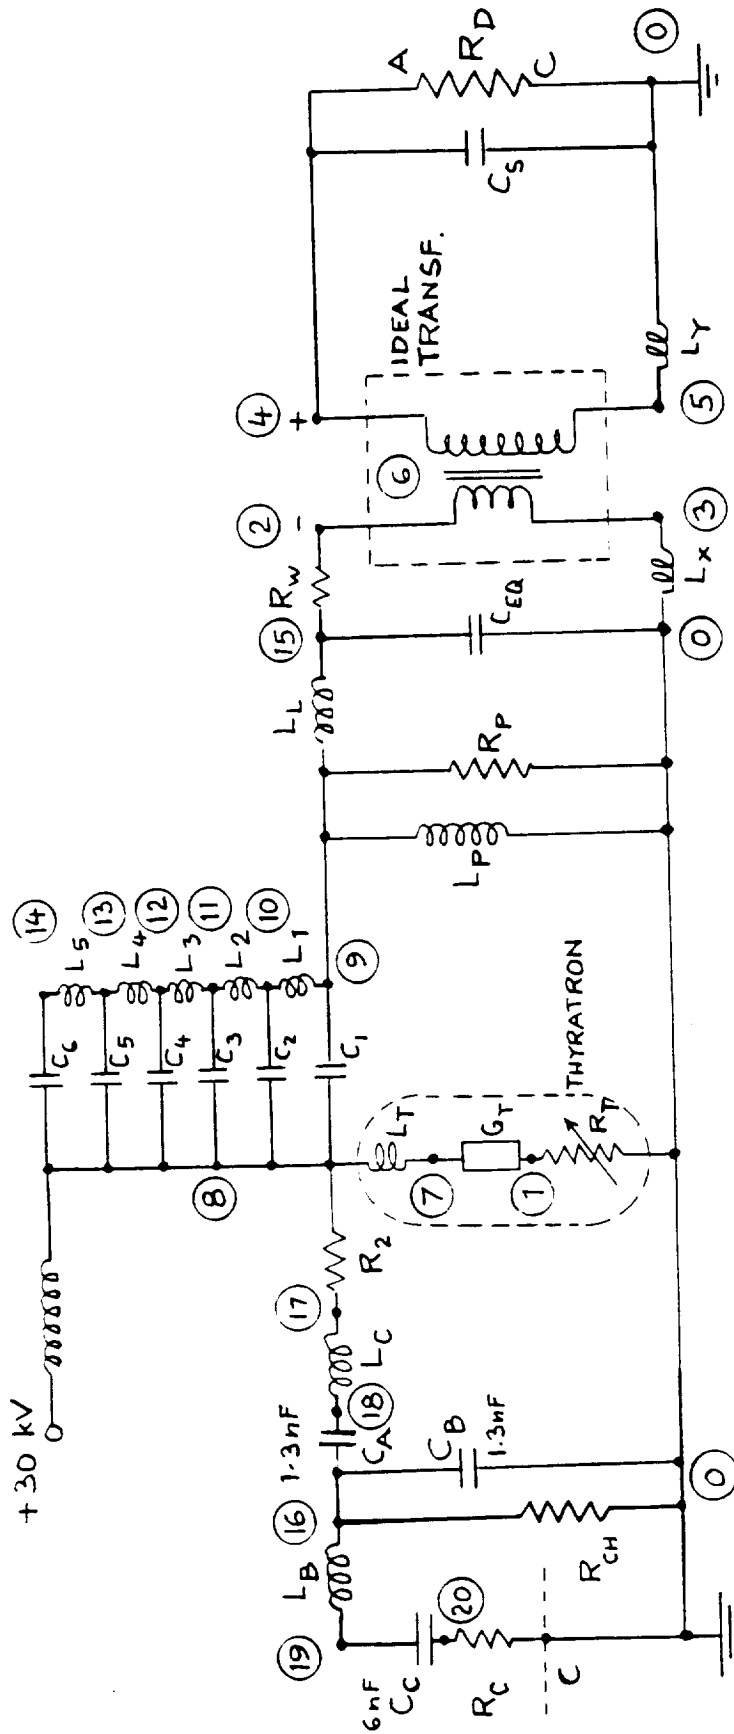 +30 kV
14
13
12
11
10
9
L5
L4
L3
L2
L1
C6
C5
C4
C3
C2
C1
8
19
LB
16
1.3nF
CA
18
LC
17
R2
6nF
CC
20
RC
C
RCH
CB
1.3nF
0
LT
7
GT
1
RT
THYRATRON
LP
RP
LL
15
RW
CEQ
0
2
-
3
LX
6
IDEAL
TRANSF.
4
+
5
LY
CS
A
RD
C
0